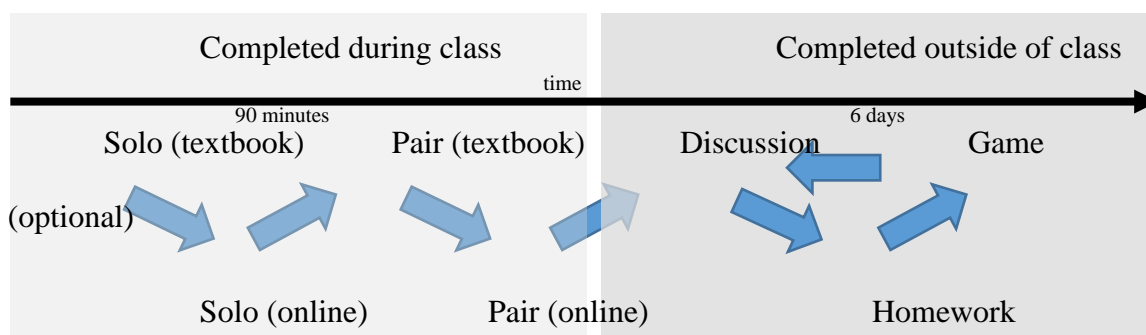 Completed during class
Completed outside of class
time
90 minutes
6 days
Solo (textbook)
Pair (textbook)
Discussion
Game
(optional)
Solo (online)
Pair (online)
Homework